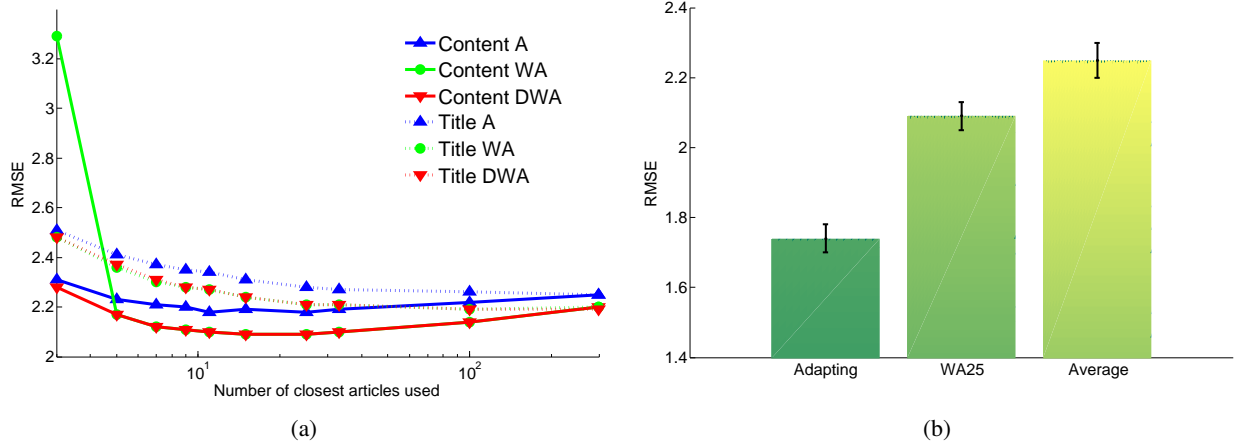 3.2
3
2.8
2.6
2.4
2.2
2
RMSE
10^1
10^2
Number of closest articles used
Content A
Content WA
Content DWA
Title A
Title WA
Title DWA
(a)
2.4
2.2
2
1.8
1.6
1.4
RMSE
Adapting
WA25
Average
(b)